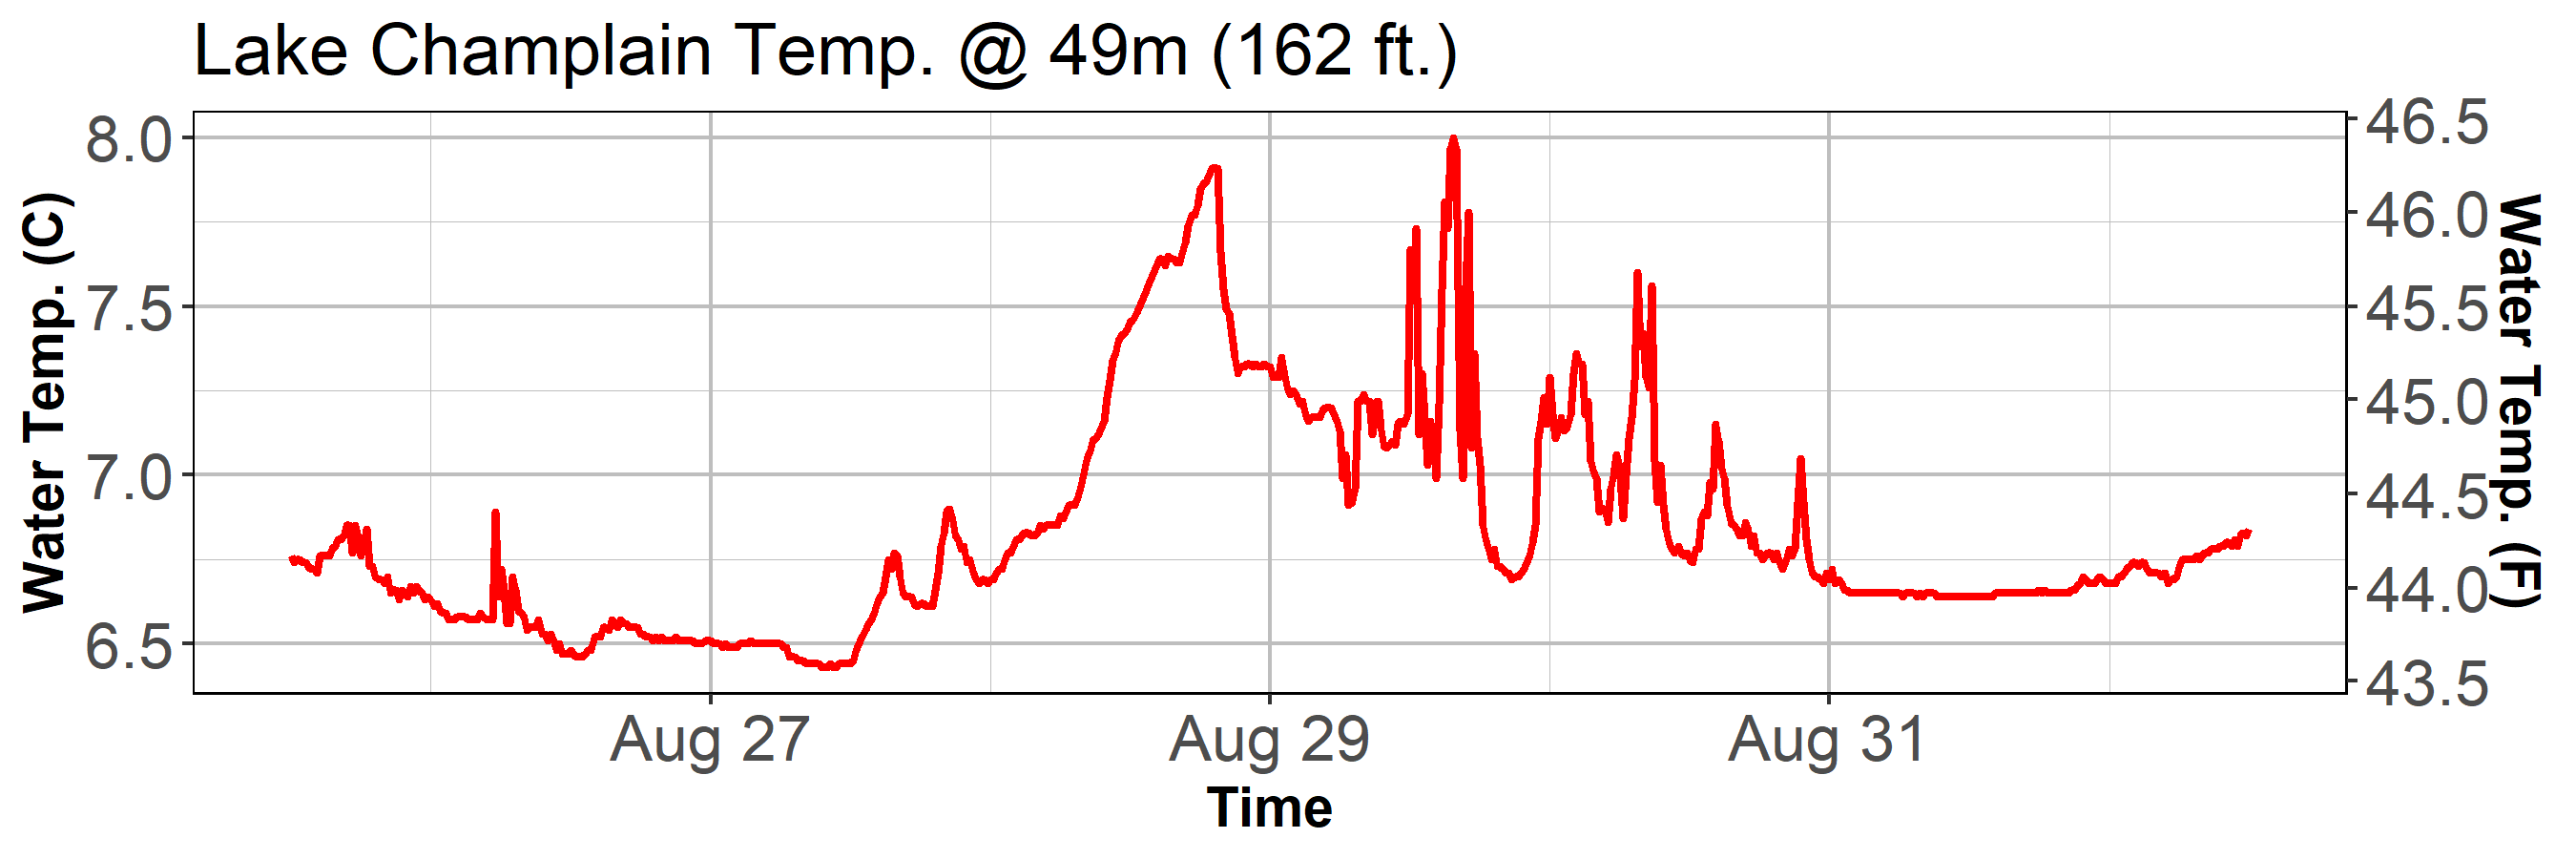 Lake Champlain Temp. @ 49m (162 ft.)
Water Temp. (C)
8.0
7.5
7.0
6.5
46.5
46.0
45.5
45.0
44.5
44.0
43.5
Water Temp. (F)
Aug 27
Aug 29
Aug 31
Time